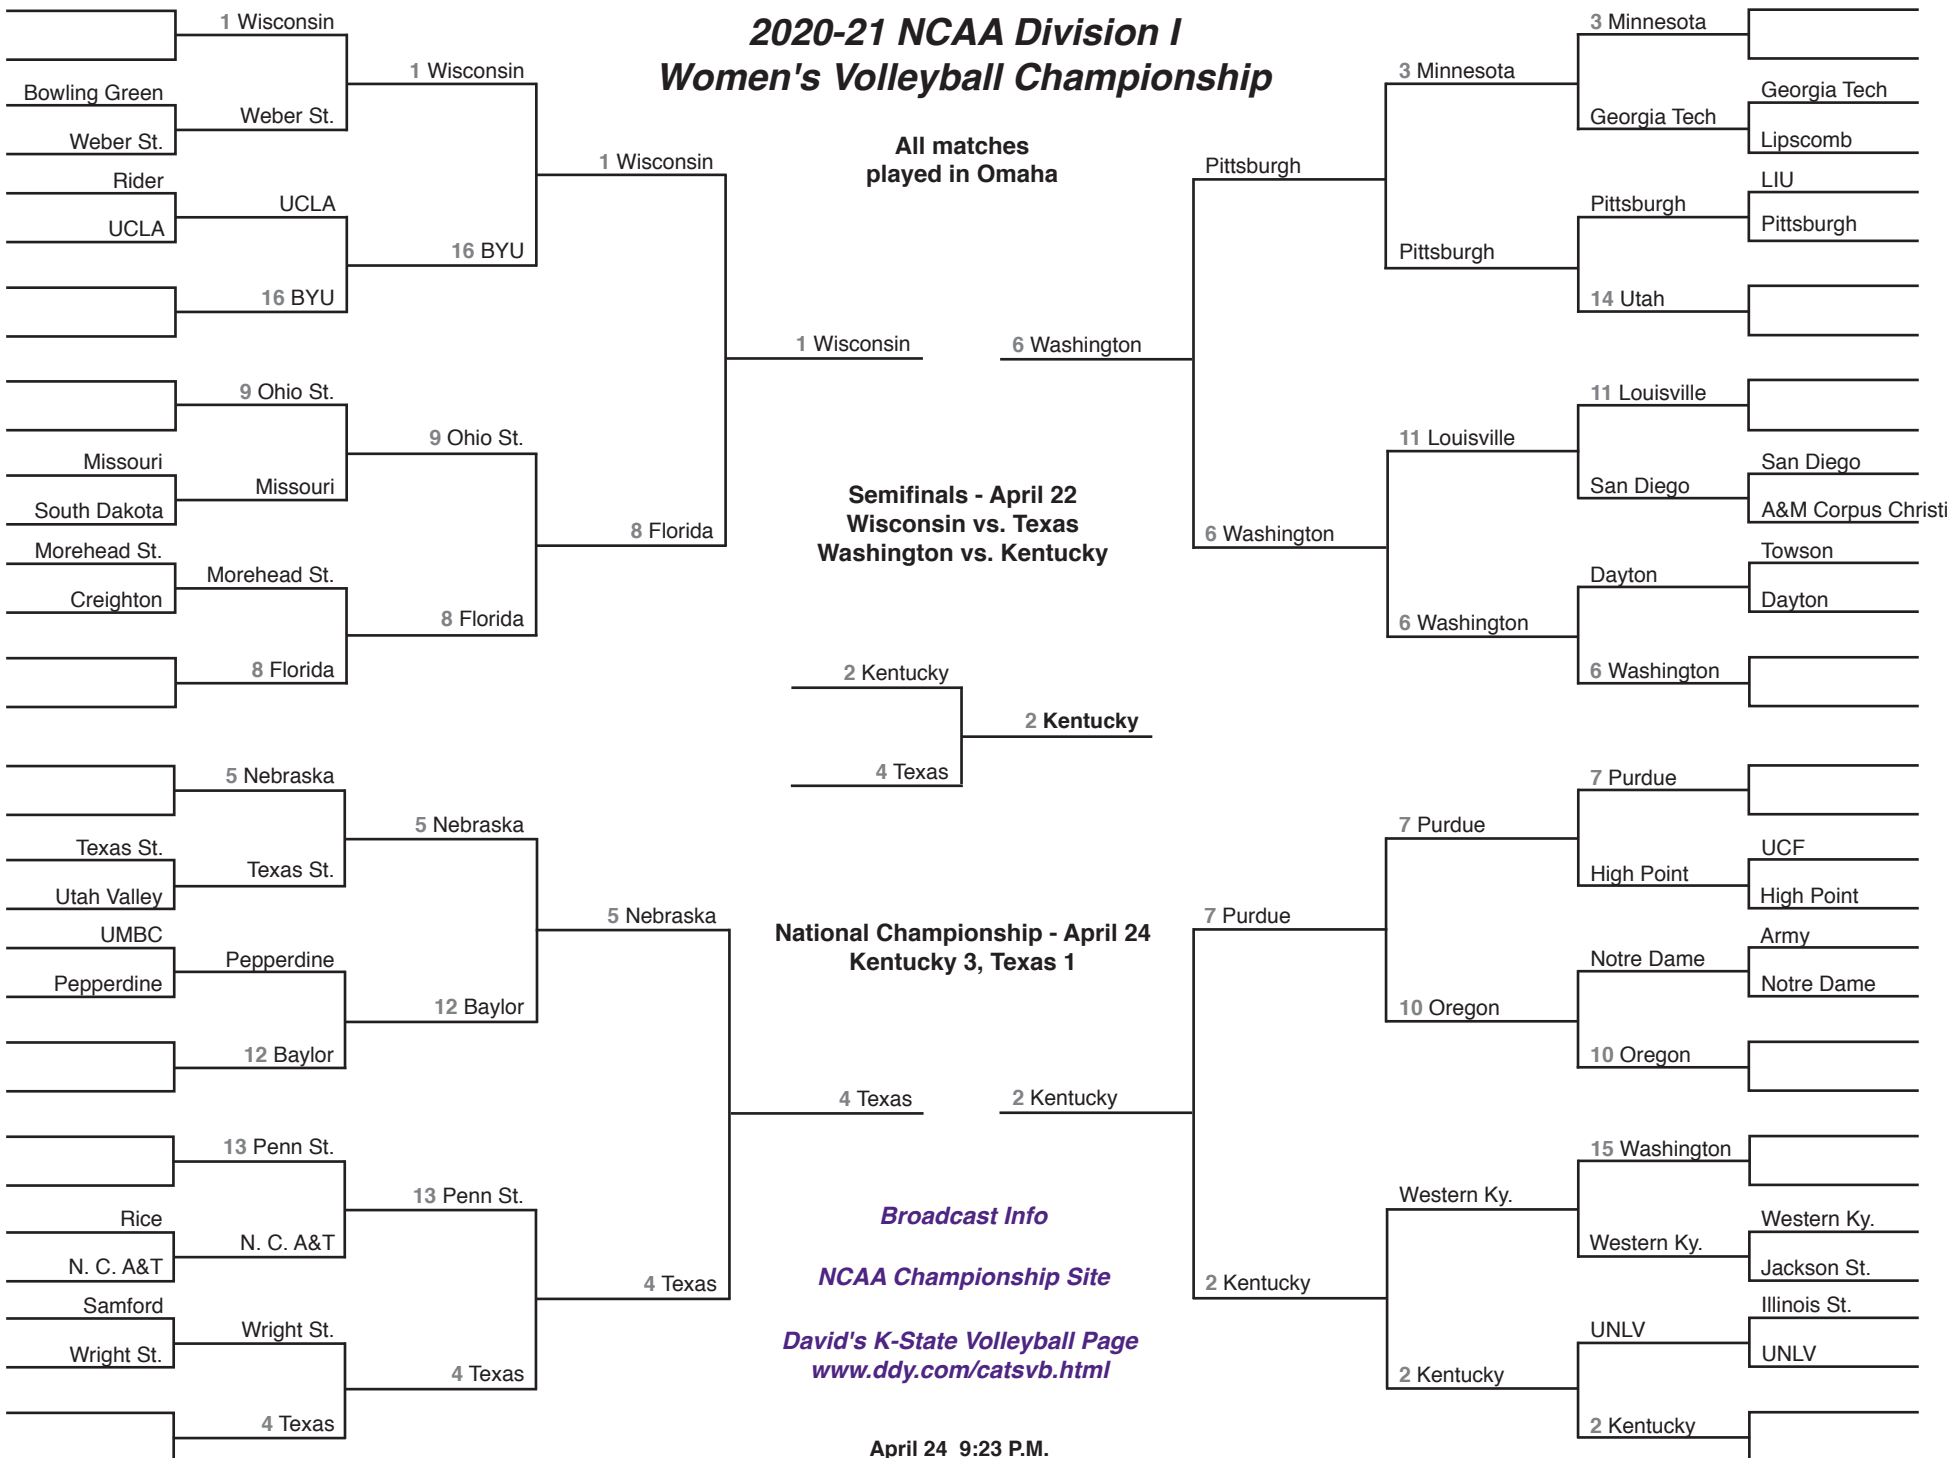 2020-21 NCAA Division I
Women's Volleyball Championship
All matches
played in Omaha
1 Wisconsin
Bowling Green
Weber St.
Weber St.
1 Wisconsin
Rider
UCLA
UCLA
16 BYU
16 BYU
1 Wisconsin
9 Ohio St.
Missouri
South Dakota
Missouri
9 Ohio St.
Morehead St.
Creighton
Morehead St.
8 Florida
8 Florida
8 Florida
1 Wisconsin
5 Nebraska
Texas St.
Utah Valley
Texas St.
5 Nebraska
UMBC
Pepperdine
Pepperdine
12 Baylor
12 Baylor
5 Nebraska
13 Penn St.
Rice
N. C. A&T
N. C. A&T
13 Penn St.
Samford
Wright St.
Wright St.
4 Texas
4 Texas
4 Texas
4 Texas
Semifinals - April 22
Wisconsin vs. Texas
Washington vs. Kentucky
2 Kentucky
4 Texas
2 Kentucky
National Championship - April 24
Kentucky 3, Texas 1
3 Minnesota
Georgia Tech
Lipscomb
Georgia Tech
3 Minnesota
LIU
Pittsburgh
Pittsburgh
14 Utah
Pittsburgh
Pittsburgh
11 Louisville
San Diego
A&M Corpus Christi
San Diego
11 Louisville
Towson
Dayton
Dayton
6 Washington
6 Washington
6 Washington
6 Washington
7 Purdue
UCF
High Point
High Point
7 Purdue
Army
Notre Dame
Notre Dame
10 Oregon
10 Oregon
7 Purdue
15 Washington
Western Ky.
Jackson St.
Western Ky.
Western Ky.
Illinois St.
UNLV
UNLV
2 Kentucky
2 Kentucky
2 Kentucky
2 Kentucky
Broadcast Info
NCAA Championship Site
David's K-State Volleyball Page
www.ddy.com/catsvb.html
April 24 9:23 P.M.